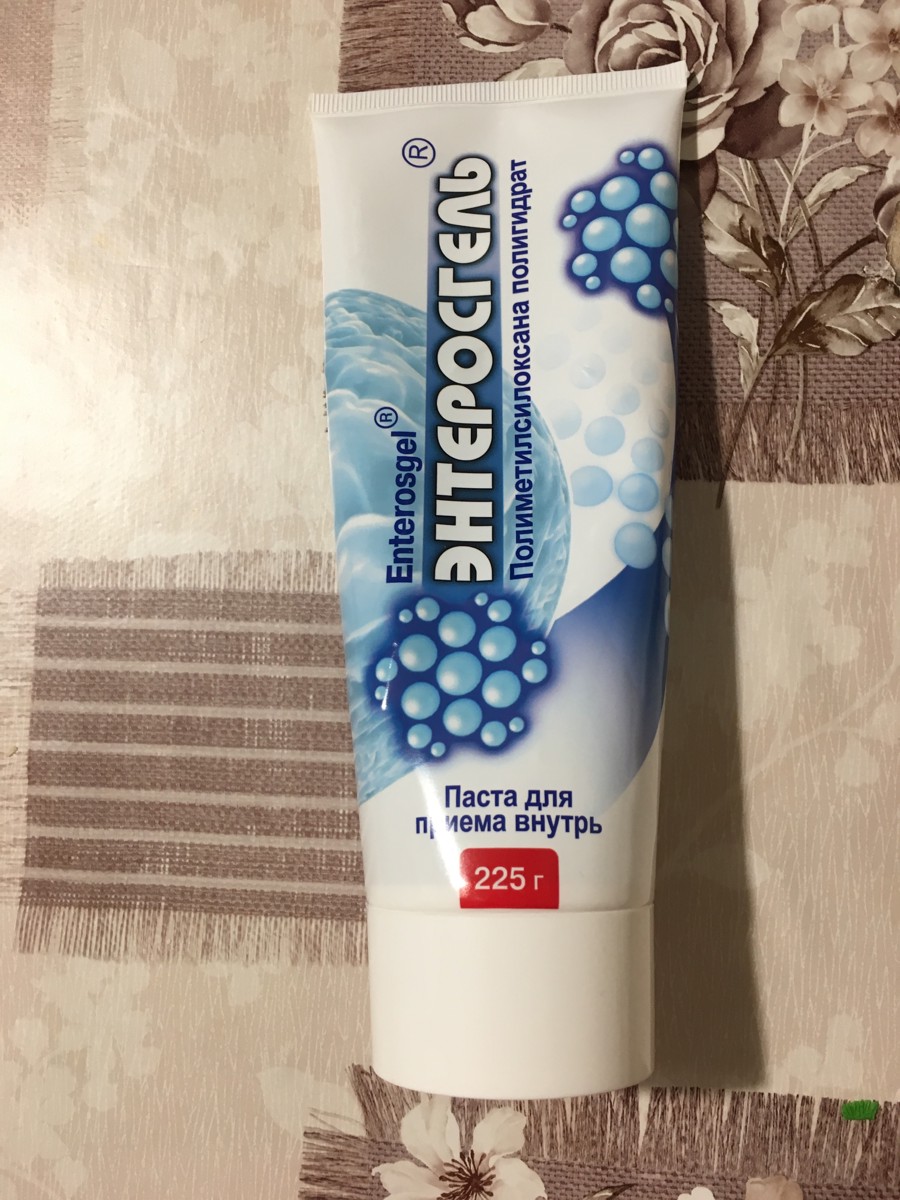 Enterosgel®
ЭНТЕРОСГЕЛЬ®
Полиметилсилоксана полигидрат
Паста для
приема внутрь
225 г